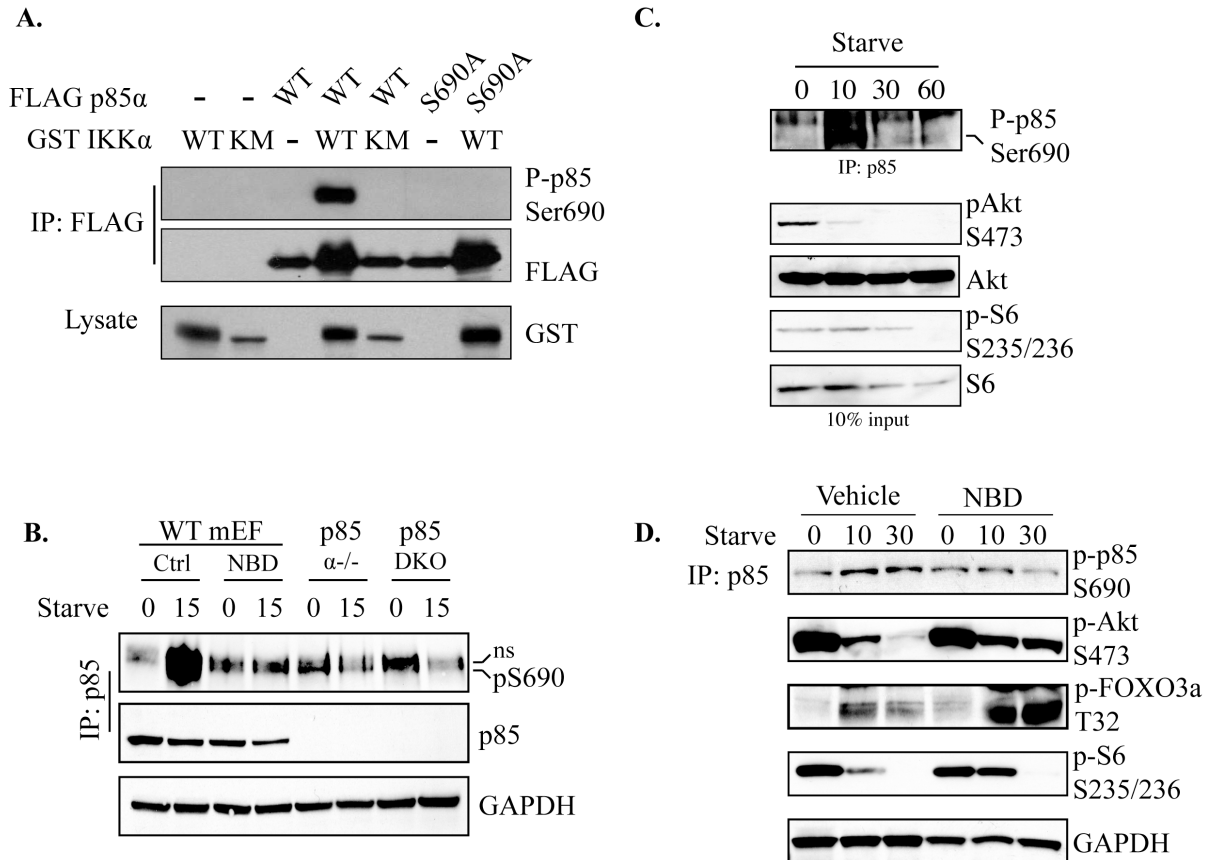 A.
FLAG p85α - - WT WT WT S690A S690A
GST IKKα WT KM - WT KM - WT
IP: FLAG
P-p85
Ser690
FLAG
Lysate
GST
C.
Starve
0 10 30 60
P-p85
Ser690
IP: p85
pAkt
S473
Akt
p-S6
S235/236
S6
10% input
B.
WT mEF p85 p85
Ctrl NBD α-/- DKO
Starve 0 15 0 15 0 15 0 15
IP: p85
ns
pS690
p85
GAPDH
D.
Vehicle NBD
Starve 0 10 30 0 10 30
IP: p85
p-p85
S690
p-Akt
S473
p-FOXO3a
T32
p-S6
S235/236
GAPDH